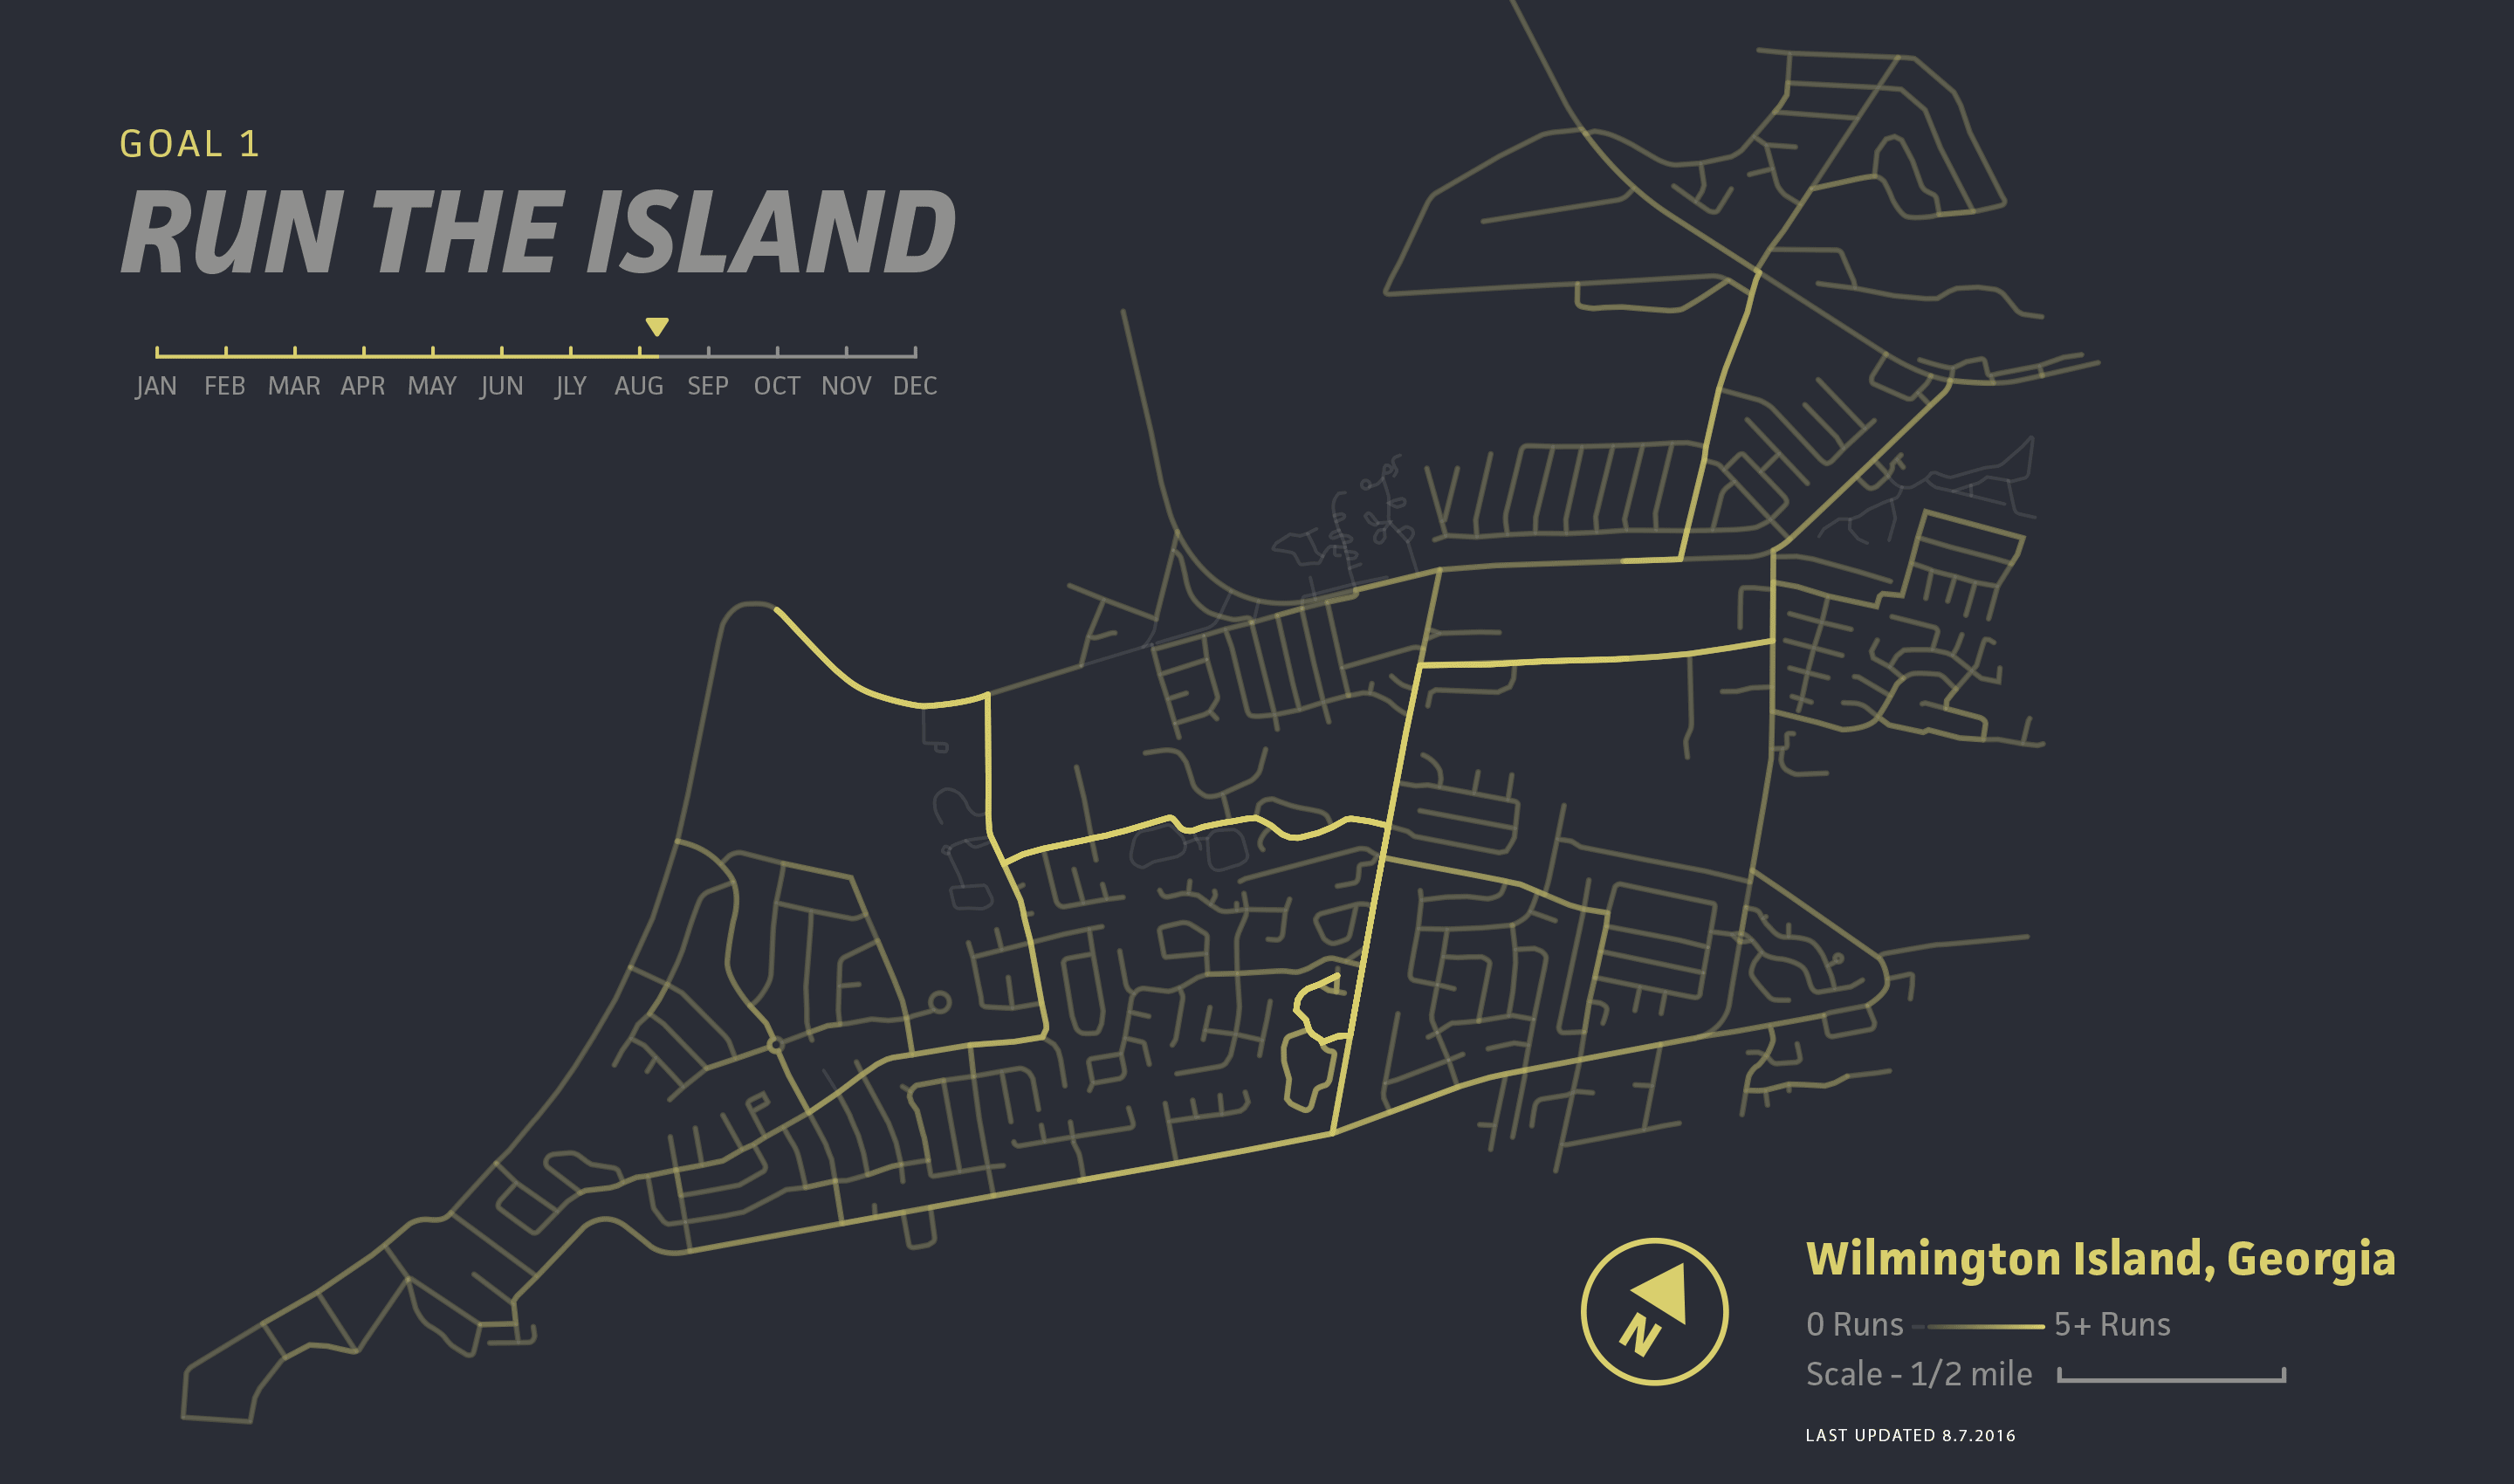 GOAL 1
RUN THE ISLAND
JAN FEB MAR APR MAY JUN JLY AUG SEP OCT NOV DEC
N
Wilmington Island, Georgia
0 Runs 5+ Runs
Scale - 1/2 mile
LAST UPDATED 8.7.2016